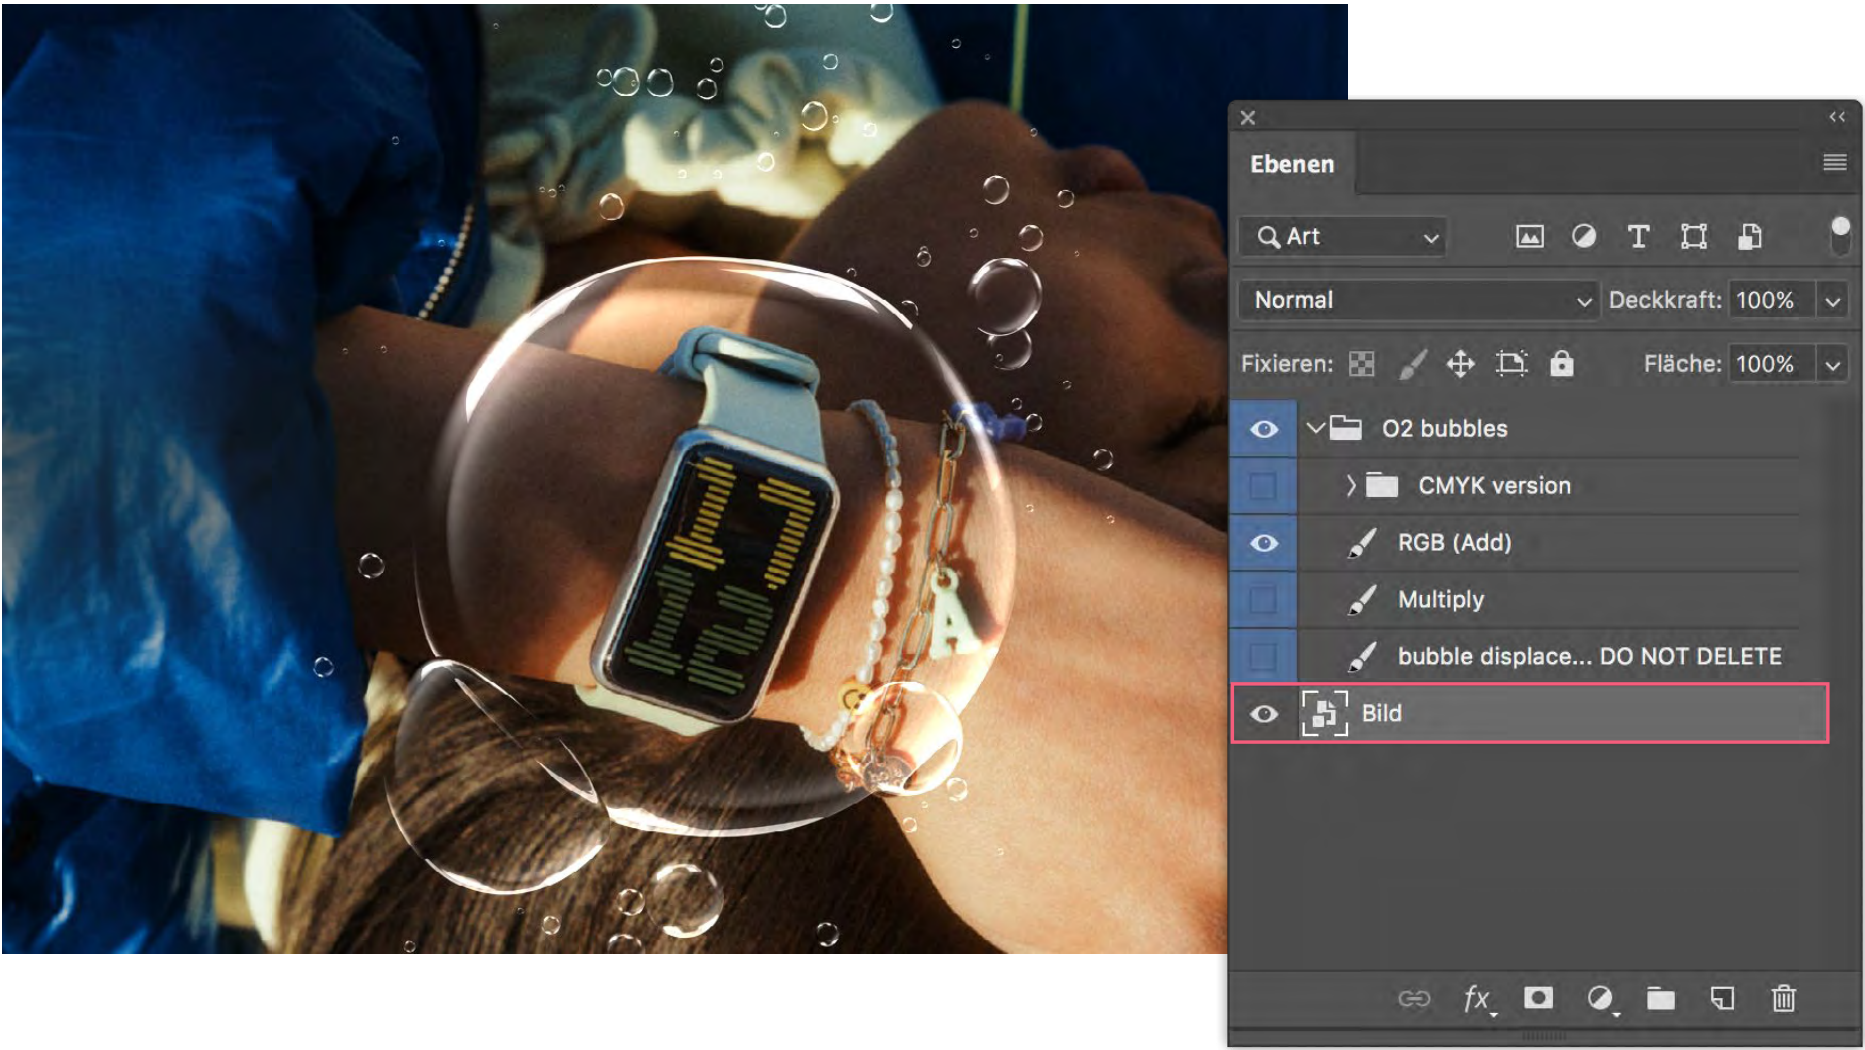 Ebenen
Art
Normal
Deckkraft: 100%
Fixieren:
Fläche: 100%
O2 bubbles
CMYK version
RGB (Add)
Multiply
bubble displace... DO NOT DELETE
Bild
fx
A